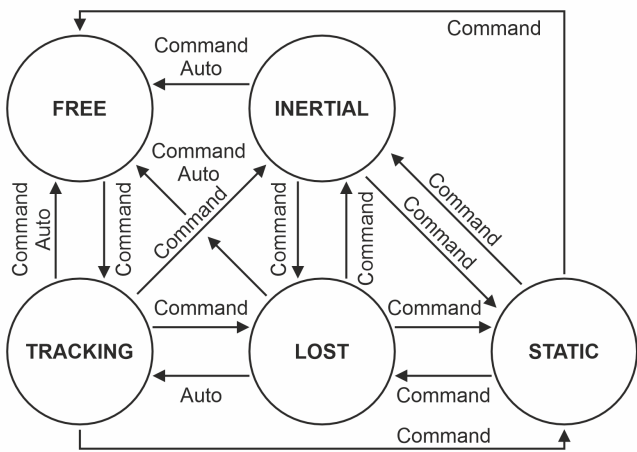 Command
Command
Auto
FREE
INERTIAL
Command
Auto
Command
Auto
Command
Command
Command
Command
Command
Command
Command
Command
TRACKING
LOST
STATIC
Auto
Command
Command